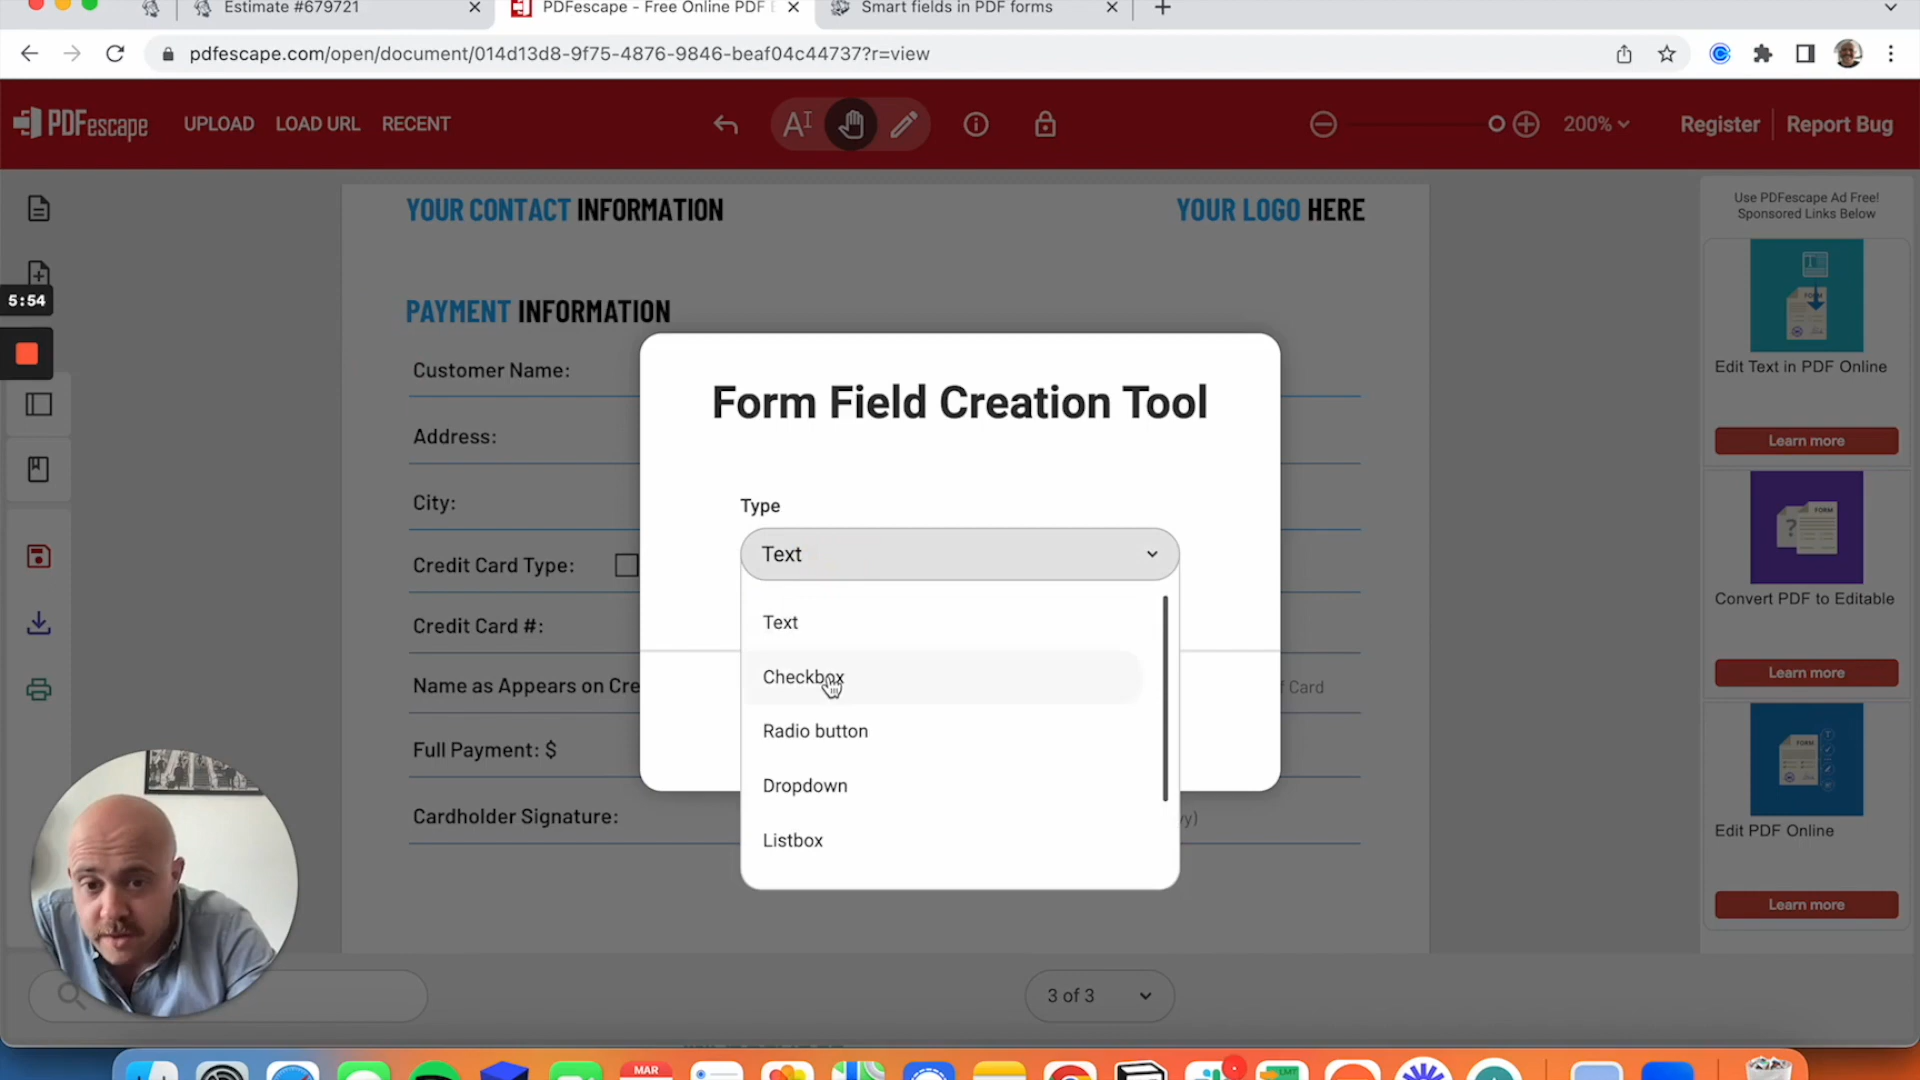 Estimate #679721
PDFescape - Free Online PDF E
Smart fields in PDF forms
pdfescape.com/open/document/014d13d8-9f75-4876-9846-beaf04c44737?r=view
PDFescape
UPLOAD
LOAD URL
RECENT
200%
Register
Report Bug
YOUR CONTACT INFORMATION
YOUR LOGO HERE
Use PDFescape Ad Free!
Sponsored Links Below
5:54
PAYMENT INFORMATION
FORM
Customer Name:
Edit Text in PDF Online
Form Field Creation Tool
Address:
Learn more
City:
Type
FORM
Text
Credit Card Type:
Convert PDF to Editable
Text
Credit Card #:
Learn more
Checkbox
Name as Appears on Cre
of Card
Radio button
FORM
Full Payment: $
Dropdown
Cardholder Signature:
vy)
Edit PDF Online
Listbox
Learn more
3 of 3
MAR